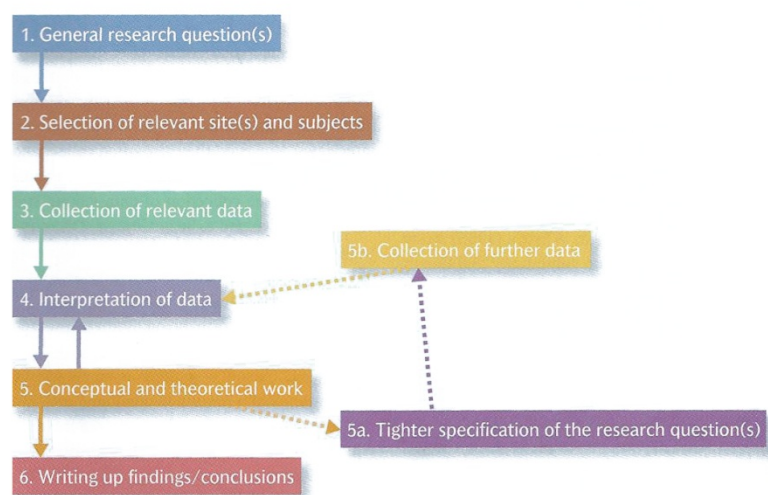 1. General research question(s)
2. Selection of relevant site(s) and subjects
3. Collection of relevant data
5b. Collection of further data
4. Interpretation of data
5. Conceptual and theoretical work
5a. Tighter specification of the research question(s)
6. Writing up findings/conclusions